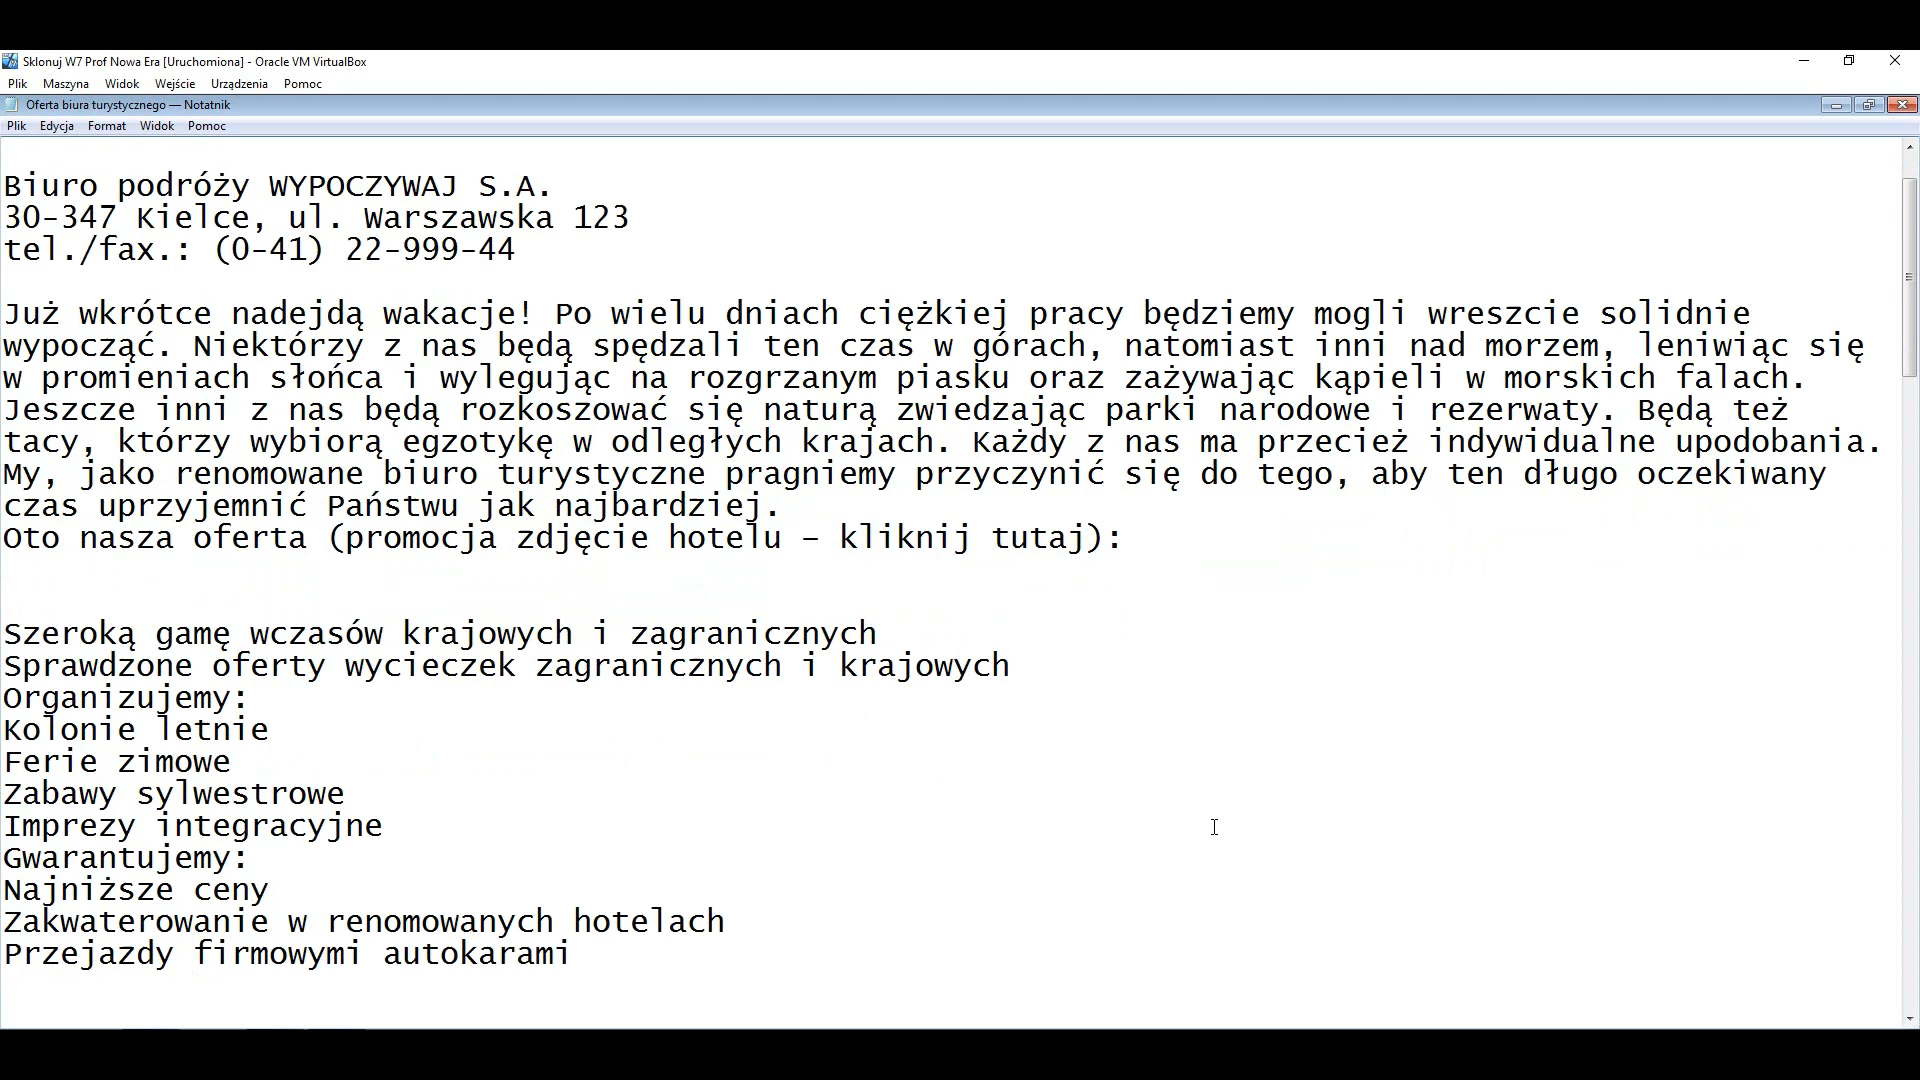 Sklonuj W7 Prof Nowa Era [Uruchomiona] - Oracle VM VirtualBox
Plik Maszyna Widok Wejście Urządzenia Pomoc
Oferta biura turystycznego — Notatnik
Plik Edycja Format Widok Pomoc
Biuro podróży WYPOCZYWAJ S.A.
30-347 Kielce, ul. Warszawska 123
tel./fax.: (0-41) 22-999-44
Już wkrótce nadejdą wakacje! Po wielu dniach ciężkiej pracy będziemy mogli wreszcie solidnie
wypocząć. Niektórzy z nas będą spędzali ten czas w górach, natomiast inni nad morzem, leniwiąc się
w promieniach słońca i wylegując na rozgrzanym piasku oraz zażywając kąpieli w morskich falach.
Jeszcze inni z nas będą rozkoszować się naturą zwiedzając parki narodowe i rezerwaty. Będą też
tacy, którzy wybiorą egzotykę w odległych krajach. Każdy z nas ma przecież indywidualne upodobania.
My, jako renomowane biuro turystyczne pragniemy przyczynić się do tego, aby ten długo oczekiwany
czas uprzyjemnić Państwu jak najbardziej.
Oto nasza oferta (promocja zdjęcie hotelu – kliknij tutaj):
Szeroką gamę wczasów krajowych i zagranicznych
Sprawdzone oferty wycieczek zagranicznych i krajowych
Organizujemy:
Kolonie letnie
Ferie zimowe
Zabawy sylwestrowe
Imprezy integracyjne
Gwarantujemy:
Najniższe ceny
Zakwaterowanie w renomowanych hotelach
Przejazdy firmowymi autokarami